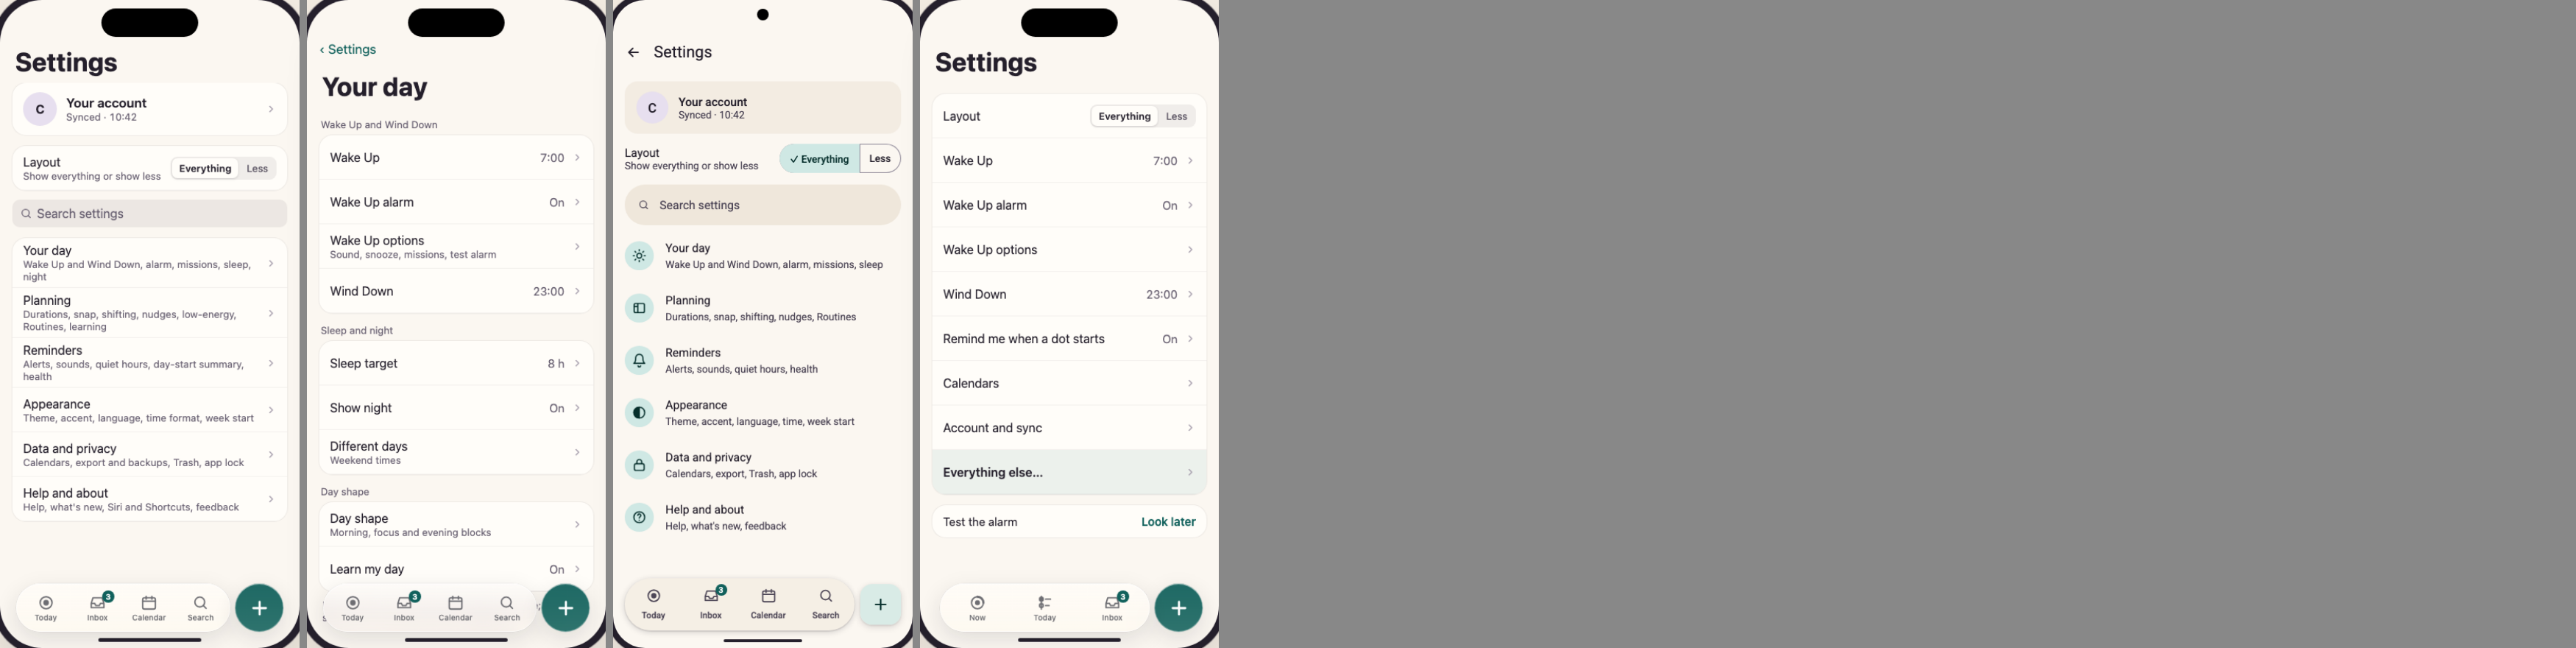 Settings
C
Your account
Synced · 10:42
Layout
Show everything or show less
Everything
Less
Search settings
Your day
Wake Up and Wind Down, alarm, missions, sleep,
night
Planning
Durations, snap, shifting, nudges, low-energy,
Routines, learning
Reminders
Alerts, sounds, quiet hours, day-start summary,
health
Appearance
Theme, accent, language, time format, week start
Data and privacy
Calendars, export and backups, Trash, app lock
Help and about
Help, what's new, Siri and Shortcuts, feedback
3
Today
Inbox
Calendar
Search
‹ Settings
Your day
Wake Up and Wind Down
Wake Up
7:00
Wake Up alarm
On
Wake Up options
Sound, snooze, missions, test alarm
Wind Down
23:00
Sleep and night
Sleep target
8 h
Show night
On
Different days
Weekend times
Day shape
Day shape
Morning, focus and evening blocks
Learn my day
On
3
Today
Inbox
Calendar
Search
Settings
C
Your account
Synced · 10:42
Layout
Show everything or show less
Everything
Less
Search settings
Your day
Wake Up and Wind Down, alarm, missions, sleep
Planning
Durations, snap, shifting, nudges, Routines
Reminders
Alerts, sounds, quiet hours, health
Appearance
Theme, accent, language, time, week start
Data and privacy
Calendars, export, Trash, app lock
Help and about
Help, what's new, feedback
3
Today
Inbox
Calendar
Search
Settings
Layout
Everything
Less
Wake Up
7:00
Wake Up alarm
On
Wake Up options
Wind Down
23:00
Remind me when a dot starts
On
Calendars
Account and sync
Everything else...
Test the alarm
Look later
3
Now
Today
Inbox